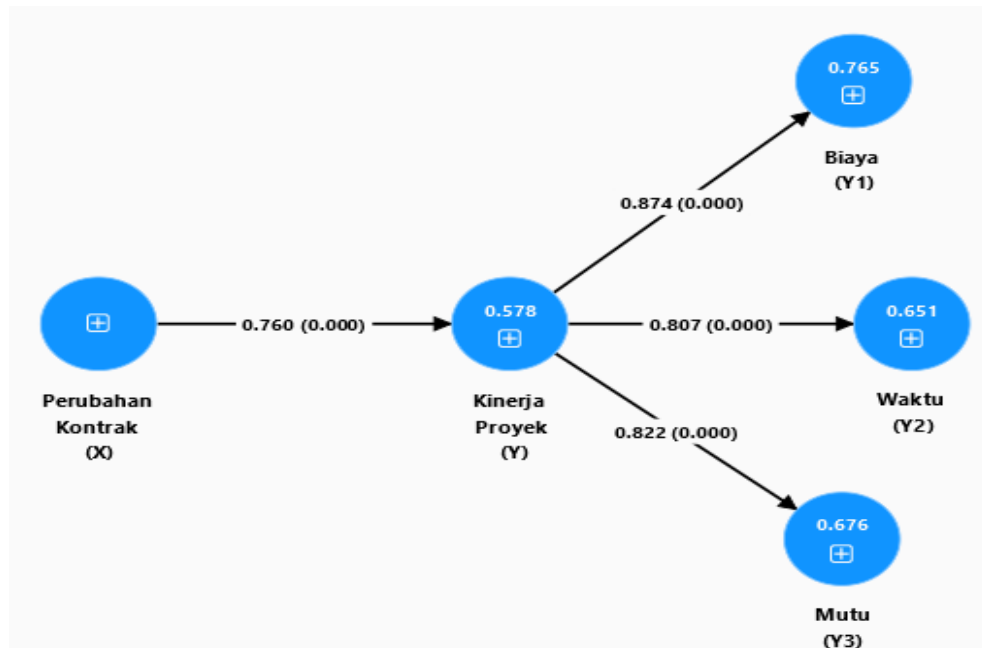 0.765
Biaya
(Y1)
0.874 (0.000)
0.760 (0.000)
0.578
0.807 (0.000)
0.651
Perubahan
Kontrak
(X)
Kinerja
Proyek
(Y)
Waktu
(Y2)
0.822 (0.000)
0.676
Mutu
(Y3)